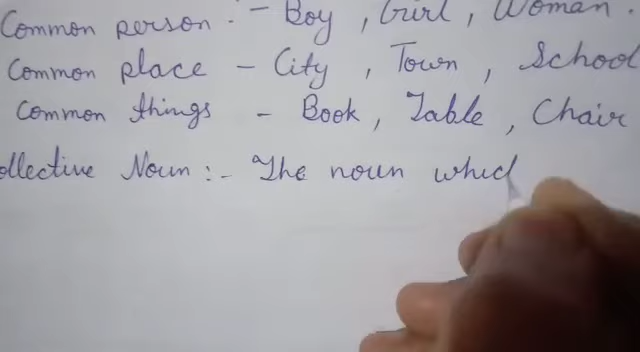 Common person :- Boy, Girl, Woman.
Common place - City, Town, School
Common things - Book, Table, Chair
ollective Noun :- The noun whic